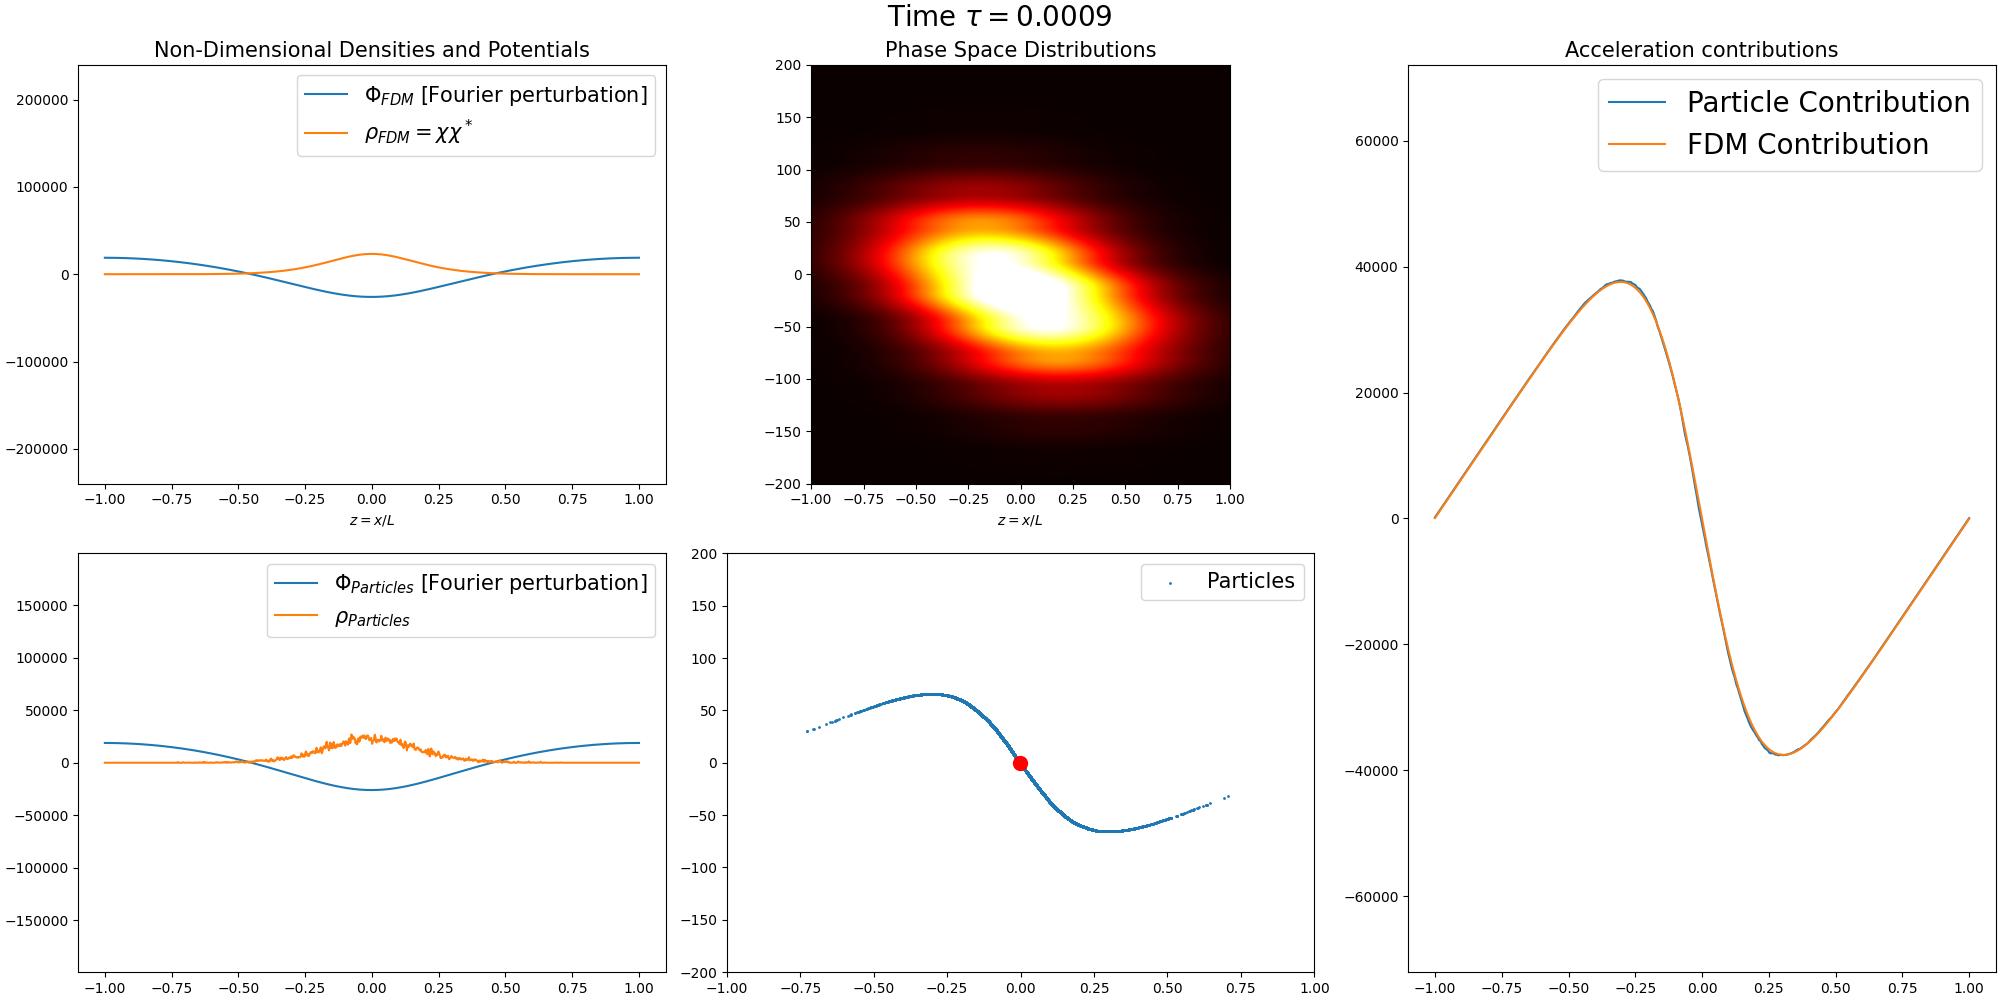 Time τ = 0.0009
Non-Dimensional Densities and Potentials
Φ_FDM [Fourier perturbation]
ρ_FDM = χχ*
200000
100000
0
−100000
−200000
−1.00 −0.75 −0.50 −0.25 0.00 0.25 0.50 0.75 1.00
z = x/L
Phase Space Distributions
200
150
100
50
0
−50
−100
−150
−200
−1.00 −0.75 −0.50 −0.25 0.00 0.25 0.50 0.75 1.00
z = x/L
Acceleration contributions
Particle Contribution
FDM Contribution
60000
40000
20000
0
−20000
−40000
−60000
−1.00 −0.75 −0.50 −0.25 0.00 0.25 0.50 0.75 1.00
Φ_Particles [Fourier perturbation]
ρ_Particles
150000
100000
50000
0
−50000
−100000
−150000
−1.00 −0.75 −0.50 −0.25 0.00 0.25 0.50 0.75 1.00
Particles
200
150
100
50
0
−50
−100
−150
−200
−1.00 −0.75 −0.50 −0.25 0.00 0.25 0.50 0.75 1.00